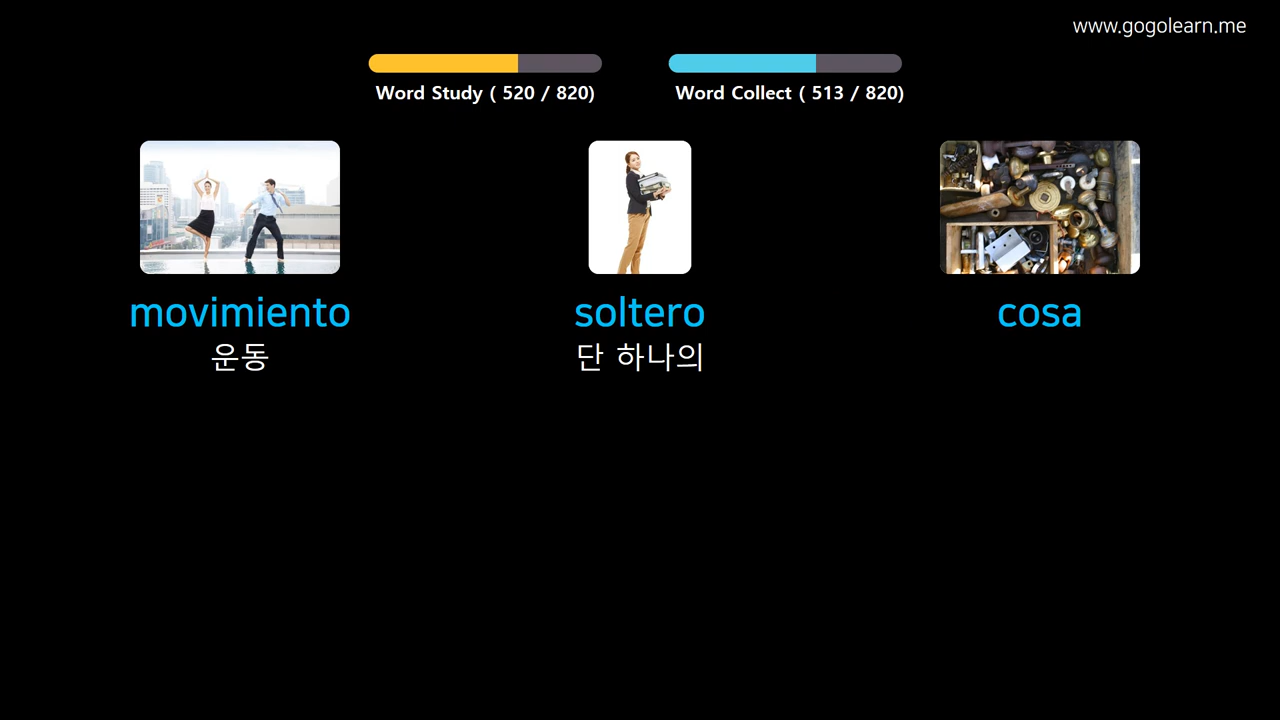 www.gogolearn.me
Word Study ( 520 / 820)
Word Collect ( 513 / 820)
movimiento
운동
soltero
단 하나의
cosa